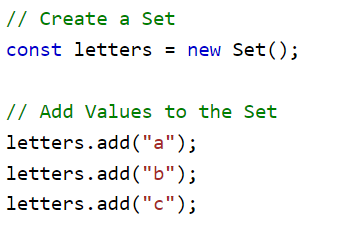 // Create a Set
const letters = new Set();

// Add Values to the Set
letters.add("a");
letters.add("b");
letters.add("c");